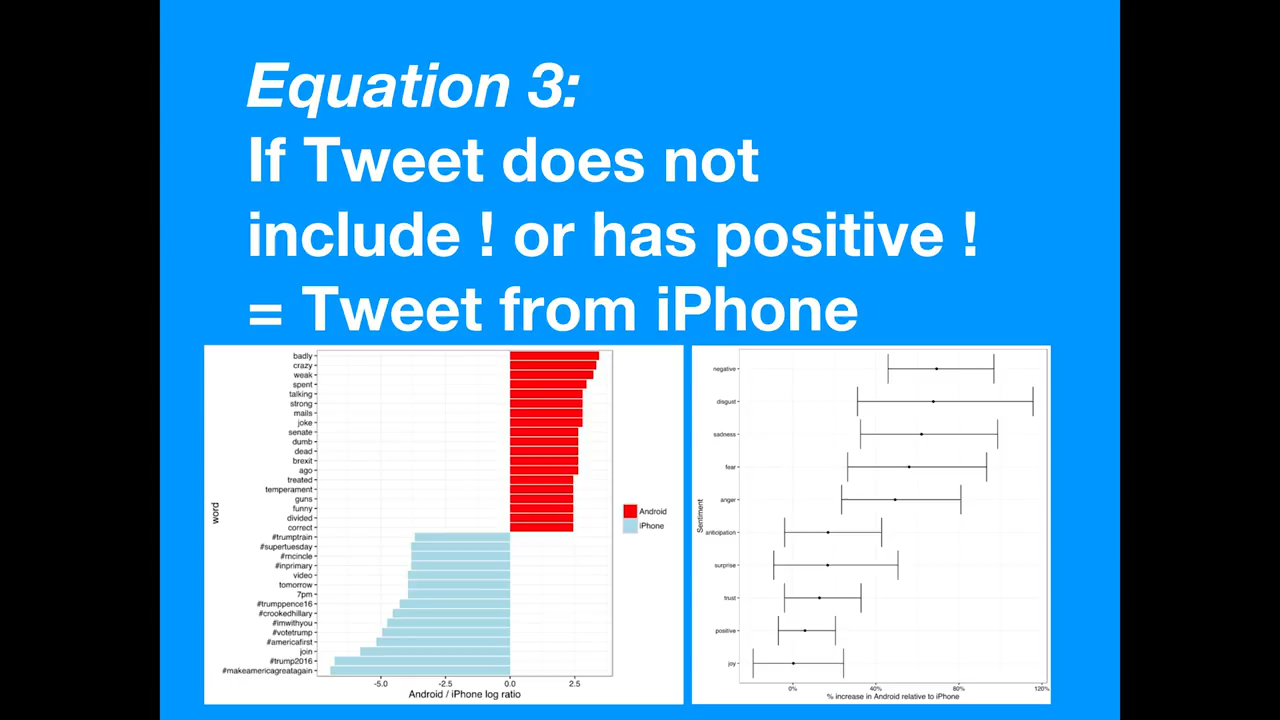 Equation 3:
If Tweet does not
include ! or has positive !
= Tweet from iPhone
badly
crazy
weak
spent
talking
strong
mails
joke
senate
dumb
dead
brexit
ago
treated
temperament
guns
funny
divided
correct
#trumptrain
#supertuesday
#rncincle
#inprimary
video
tomorrow
7pm
#trumppence16
#crookedhillary
#imwithyou
#votetrump
#americafirst
join
#trump2016
#makeamericagreatagain
word
-5.0 -2.5 0.0 2.5
Android / iPhone log ratio
Android
iPhone
Sentiment
negative
disgust
sadness
fear
anger
anticipation
surprise
trust
positive
joy
0% 40% 80% 120%
% increase in Android relative to iPhone